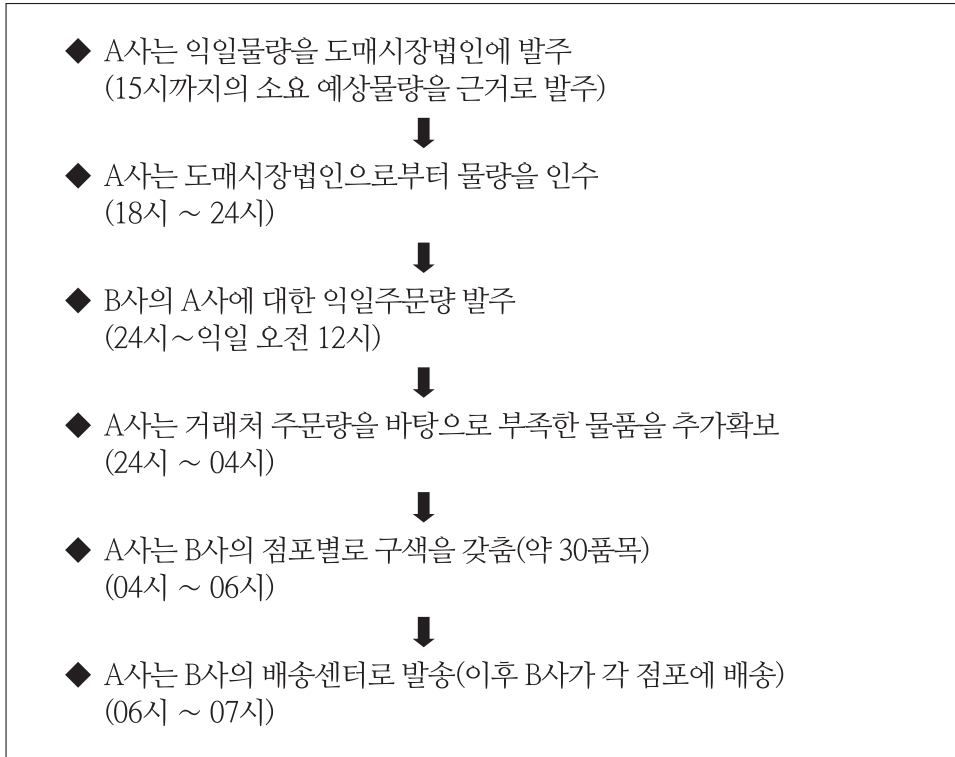 ◆ A사는 익일물량을 도매시장법인에 발주
(15시까지의 소요 예상물량을 근거로 발주)
◆ A사는 도매시장법인으로부터 물량을 인수
(18시 ~ 24시)
◆ B사의 A사에 대한 익일주문량 발주
(24시~익일 오전 12시)
◆ A사는 거래처 주문량을 바탕으로 부족한 물품을 추가확보
(24시 ~ 04시)
◆ A사는 B사의 점포별로 구색을 갖춤(약 30품목)
(04시 ~ 06시)
◆ A사는 B사의 배송센터로 발송(이후 B사가 각 점포에 배송)
(06시 ~ 07시)